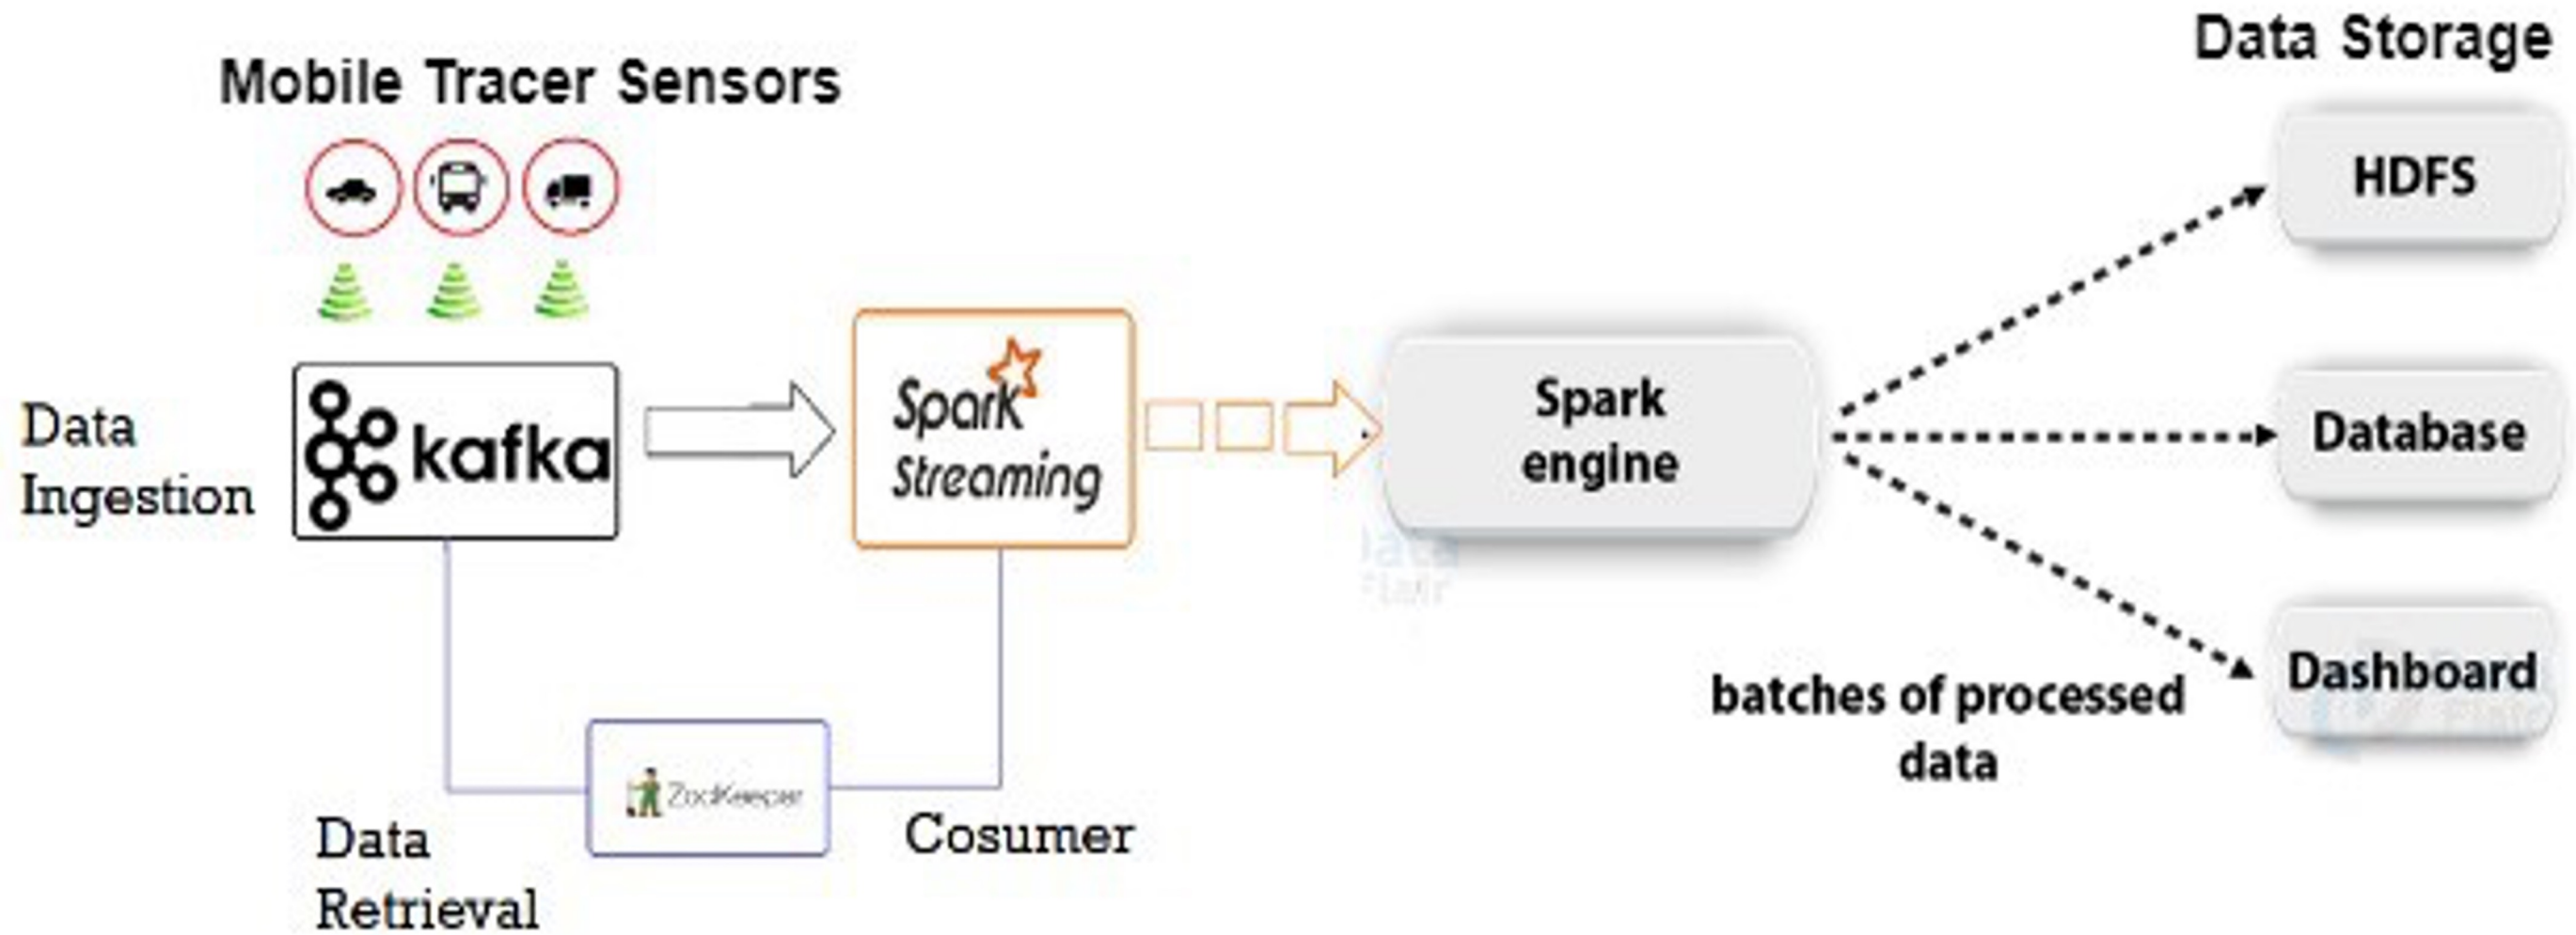 Data Storage
Mobile Tracer Sensors
HDFS
Data
Ingestion
kafka
Spark
Streaming
Spark
engine
Database
Dashboard
batches of processed
data
ZooKeeper
Data
Retrieval
Cosumer